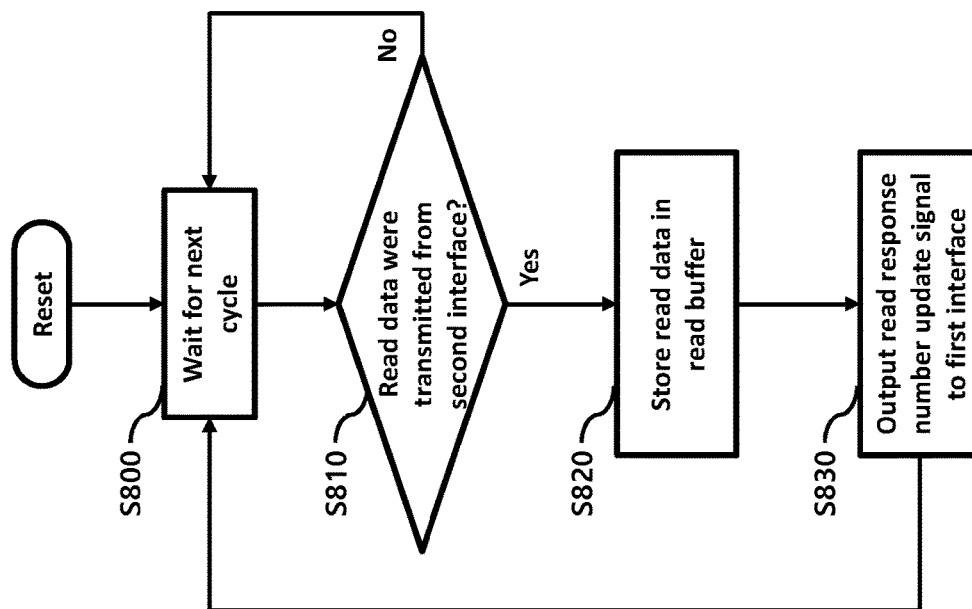 Reset
S800
Wait for next
cycle
No
S810
Read data were
transmitted from
second interface?
Yes
S820
Store read data in
read buffer
S830
Output read response
number update signal
to first interface